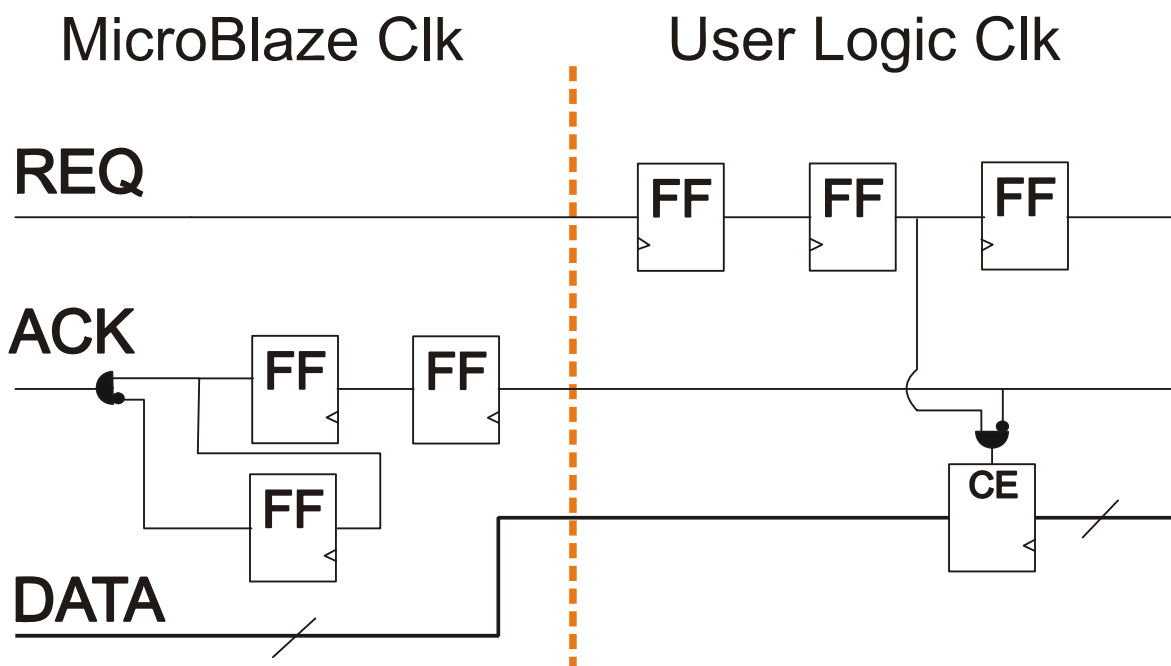 MicroBlaze Clk
User Logic Clk
REQ
FF
FF
FF
ACK
FF
FF
FF
CE
DATA